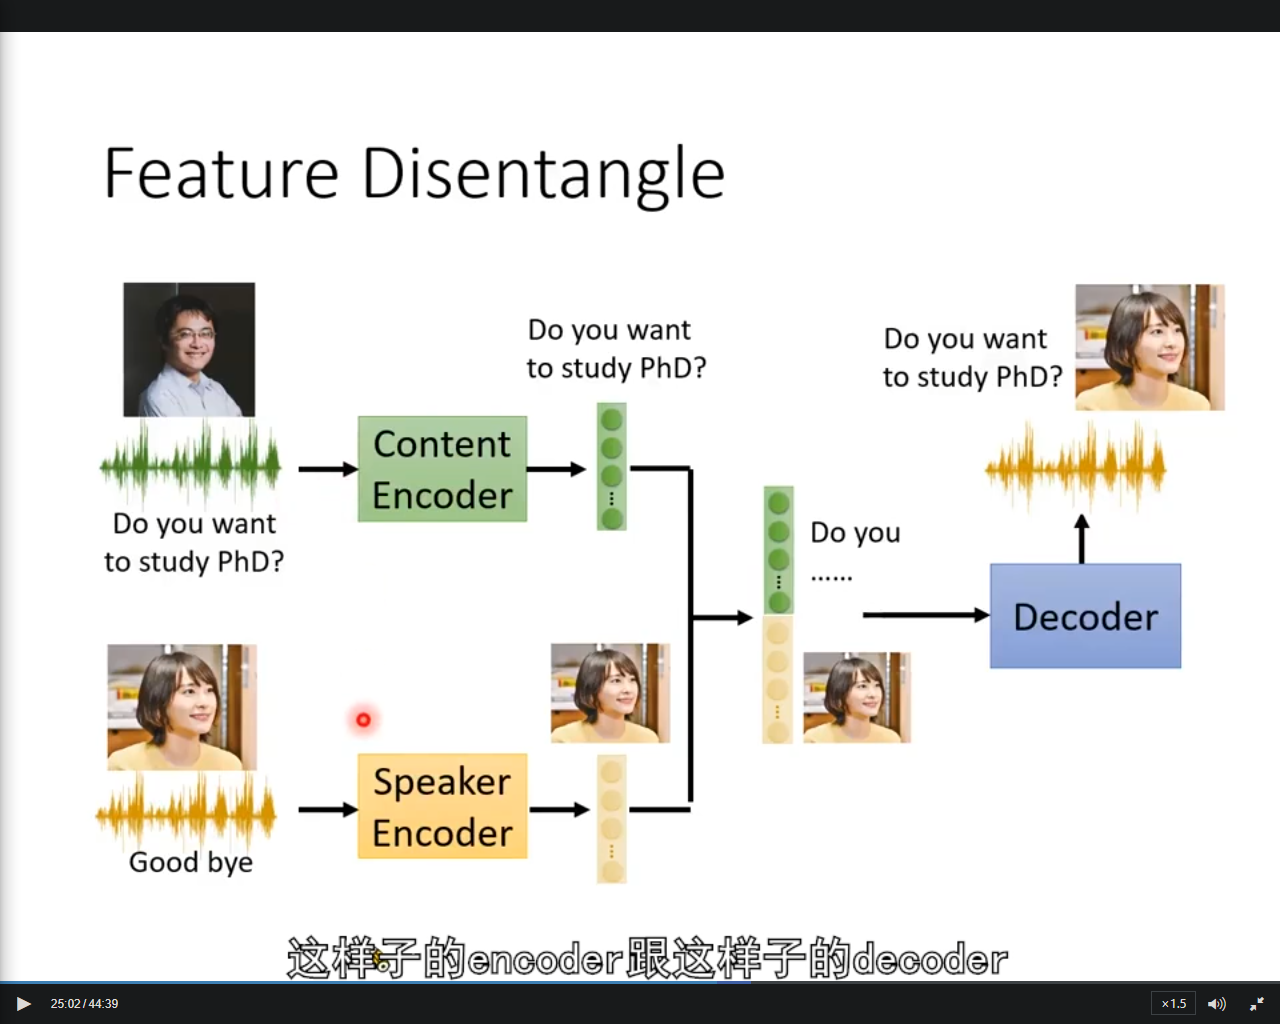 Feature Disentangle
Do you want
to study PhD?
Content
Encoder
Do you want
to study PhD?
Do you want
to study PhD?
Do you
......
Decoder
Speaker
Encoder
Good bye
这样子的encoder跟这样子的decoder
25:02/44:39
×1.5